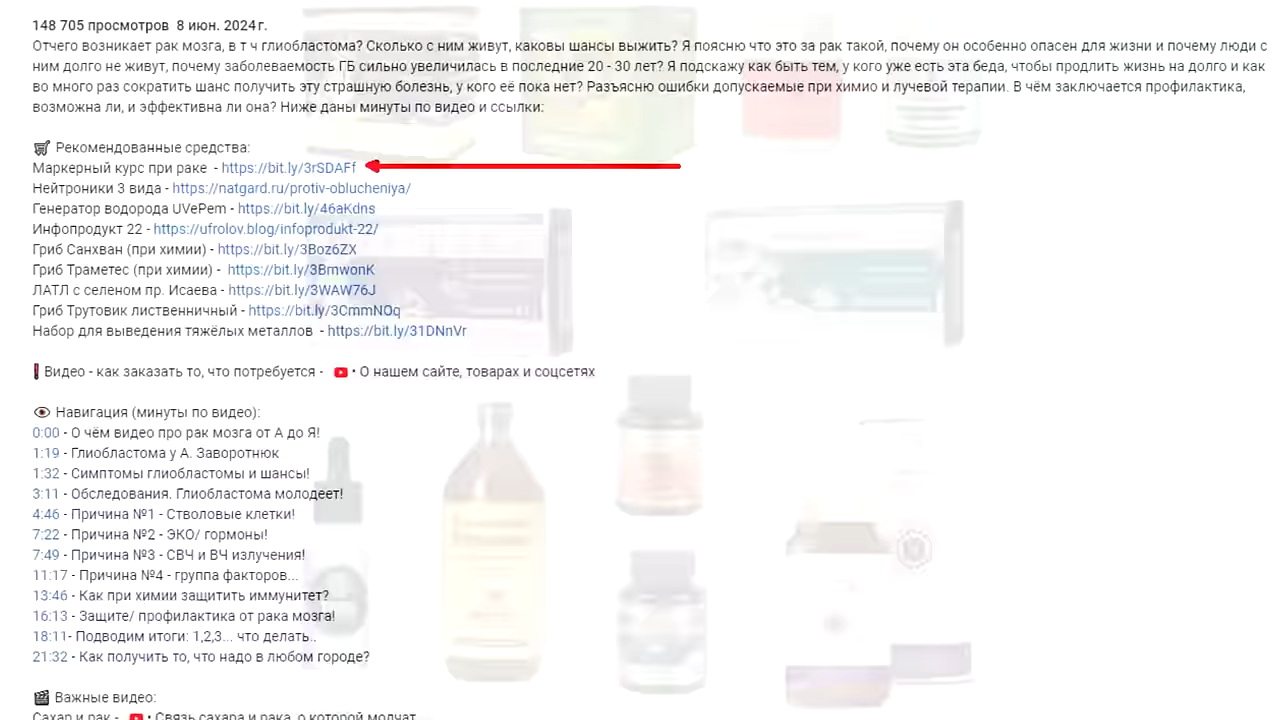 148 705 просмотров 8 июн. 2024 г.
Отчего возникает рак мозга, в т ч глиобластома? Сколько с ним живут, каковы шансы выжить? Я поясню что это за рак такой, почему он особенно опасен для жизни и почему люди с
ним долго не живут, почему заболеваемость ГБ сильно увеличилась в последние 20 - 30 лет? Я подскажу как быть тем, у кого уже есть эта беда, чтобы продлить жизнь на долго и как
во много раз сократить шанс получить эту страшную болезнь, у кого её пока нет? Разъясню ошибки допускаемые при химио и лучевой терапии. В чём заключается профилактика,
возможна ли, и эффективна ли она? Ниже даны минуты по видео и ссылки:
Рекомендованные средства:
Маркерный курс при раке - https://bit.ly/3rSDAFf
Нейтроники 3 вида - https://natgard.ru/protiv-oblucheniya/
Генератор водорода UVePem - https://bit.ly/46aKdns
Инфопродукт 22 - https://ufrolov.blog/infoprodukt-22/
Гриб Санхван (при химии) - https://bit.ly/3Boz6ZX
Гриб Траметес (при химии) - https://bit.ly/3BmwonK
ЛАТЛ с селеном пр. Исаева - https://bit.ly/3WAW76J
Гриб Трутовик лиственничный - https://bit.ly/3CmmNOq
Набор для выведения тяжёлых металлов - https://bit.ly/31DNnVr
Видео - как заказать то, что потребуется - • О нашем сайте, товарах и соцсетях
Навигация (минуты по видео):
0:00 - О чём видео про рак мозга от А до Я!
1:19 - Глиобластома у А. Заворотнюк
1:32 - Симптомы глиобластомы и шансы!
3:11 - Обследования. Глиобластома молодеет!
4:46 - Причина №1 - Стволовые клетки!
7:22 - Причина №2 - ЭКО/ гормоны!
7:49 - Причина №3 - СВЧ и ВЧ излучения!
11:17 - Причина №4 - группа факторов...
13:46 - Как при химии защитить иммунитет?
16:13 - Защите/ профилактика от рака мозга!
18:11- Подводим итоги: 1,2,3... что делать..
21:32 - Как получить то, что надо в любом городе?
Важные видео:
Сахар и рак - • Связь сахара и рака, о которой молчат